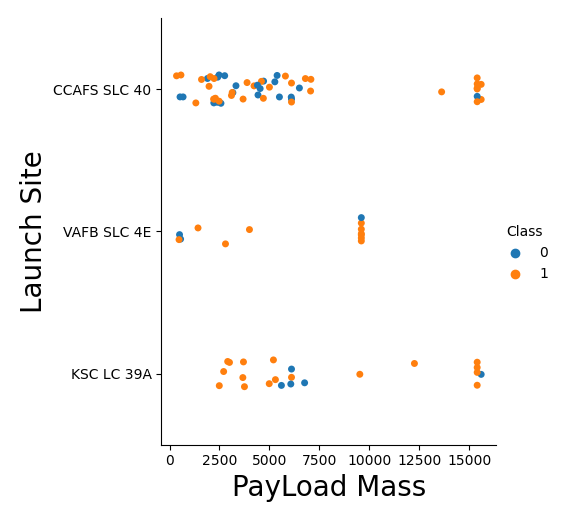 CCAFS SLC 40
VAFB SLC 4E
KSC LC 39A
Launch Site
0 2500 5000 7500 10000 12500 15000
PayLoad Mass
Class
0
1